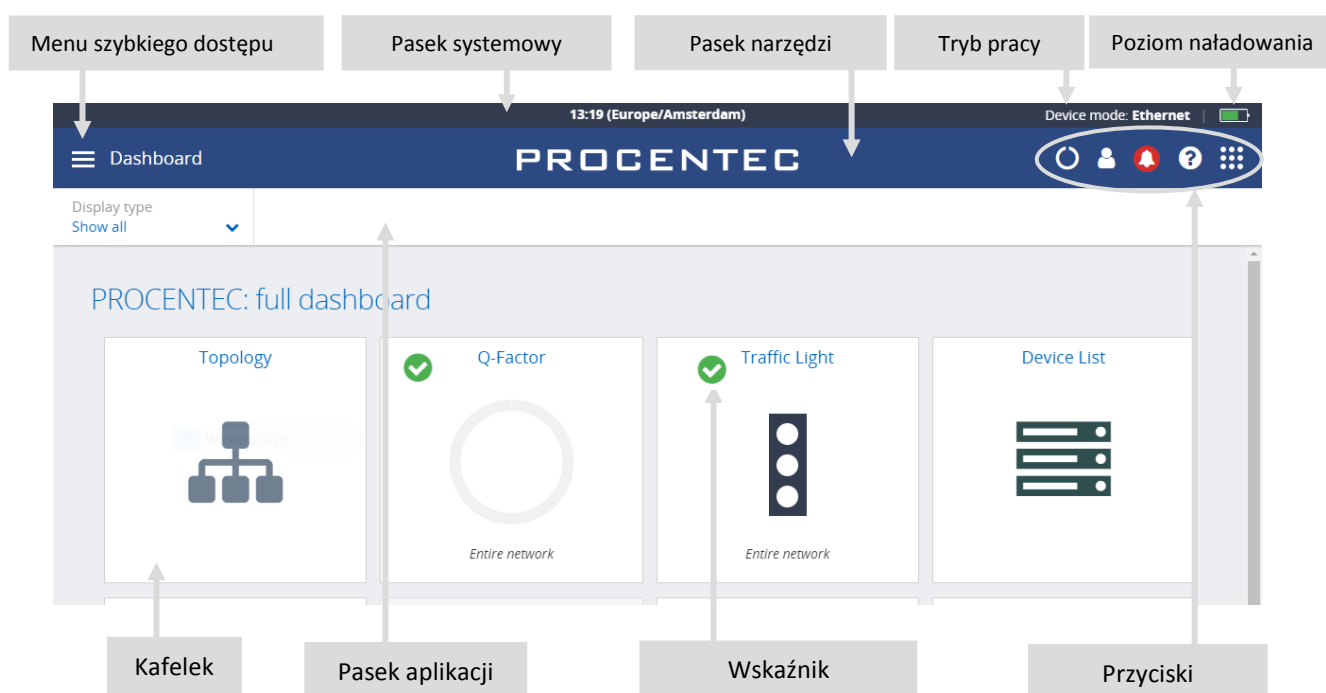 Menu szybkiego dostępu
Pasek systemowy
Pasek narzędzi
Tryb pracy
Poziom naładowania
13:19 (Europe/Amsterdam)
Device mode: Ethernet |
Dashboard
PROCENTEC
Display type
Show all
PROCENTEC: full dashboard
Topology
Q-Factor
Traffic Light
Device List
Window Snip
Entire network
Entire network
Kafelek
Pasek aplikacji
Wskaźnik
Przyciski